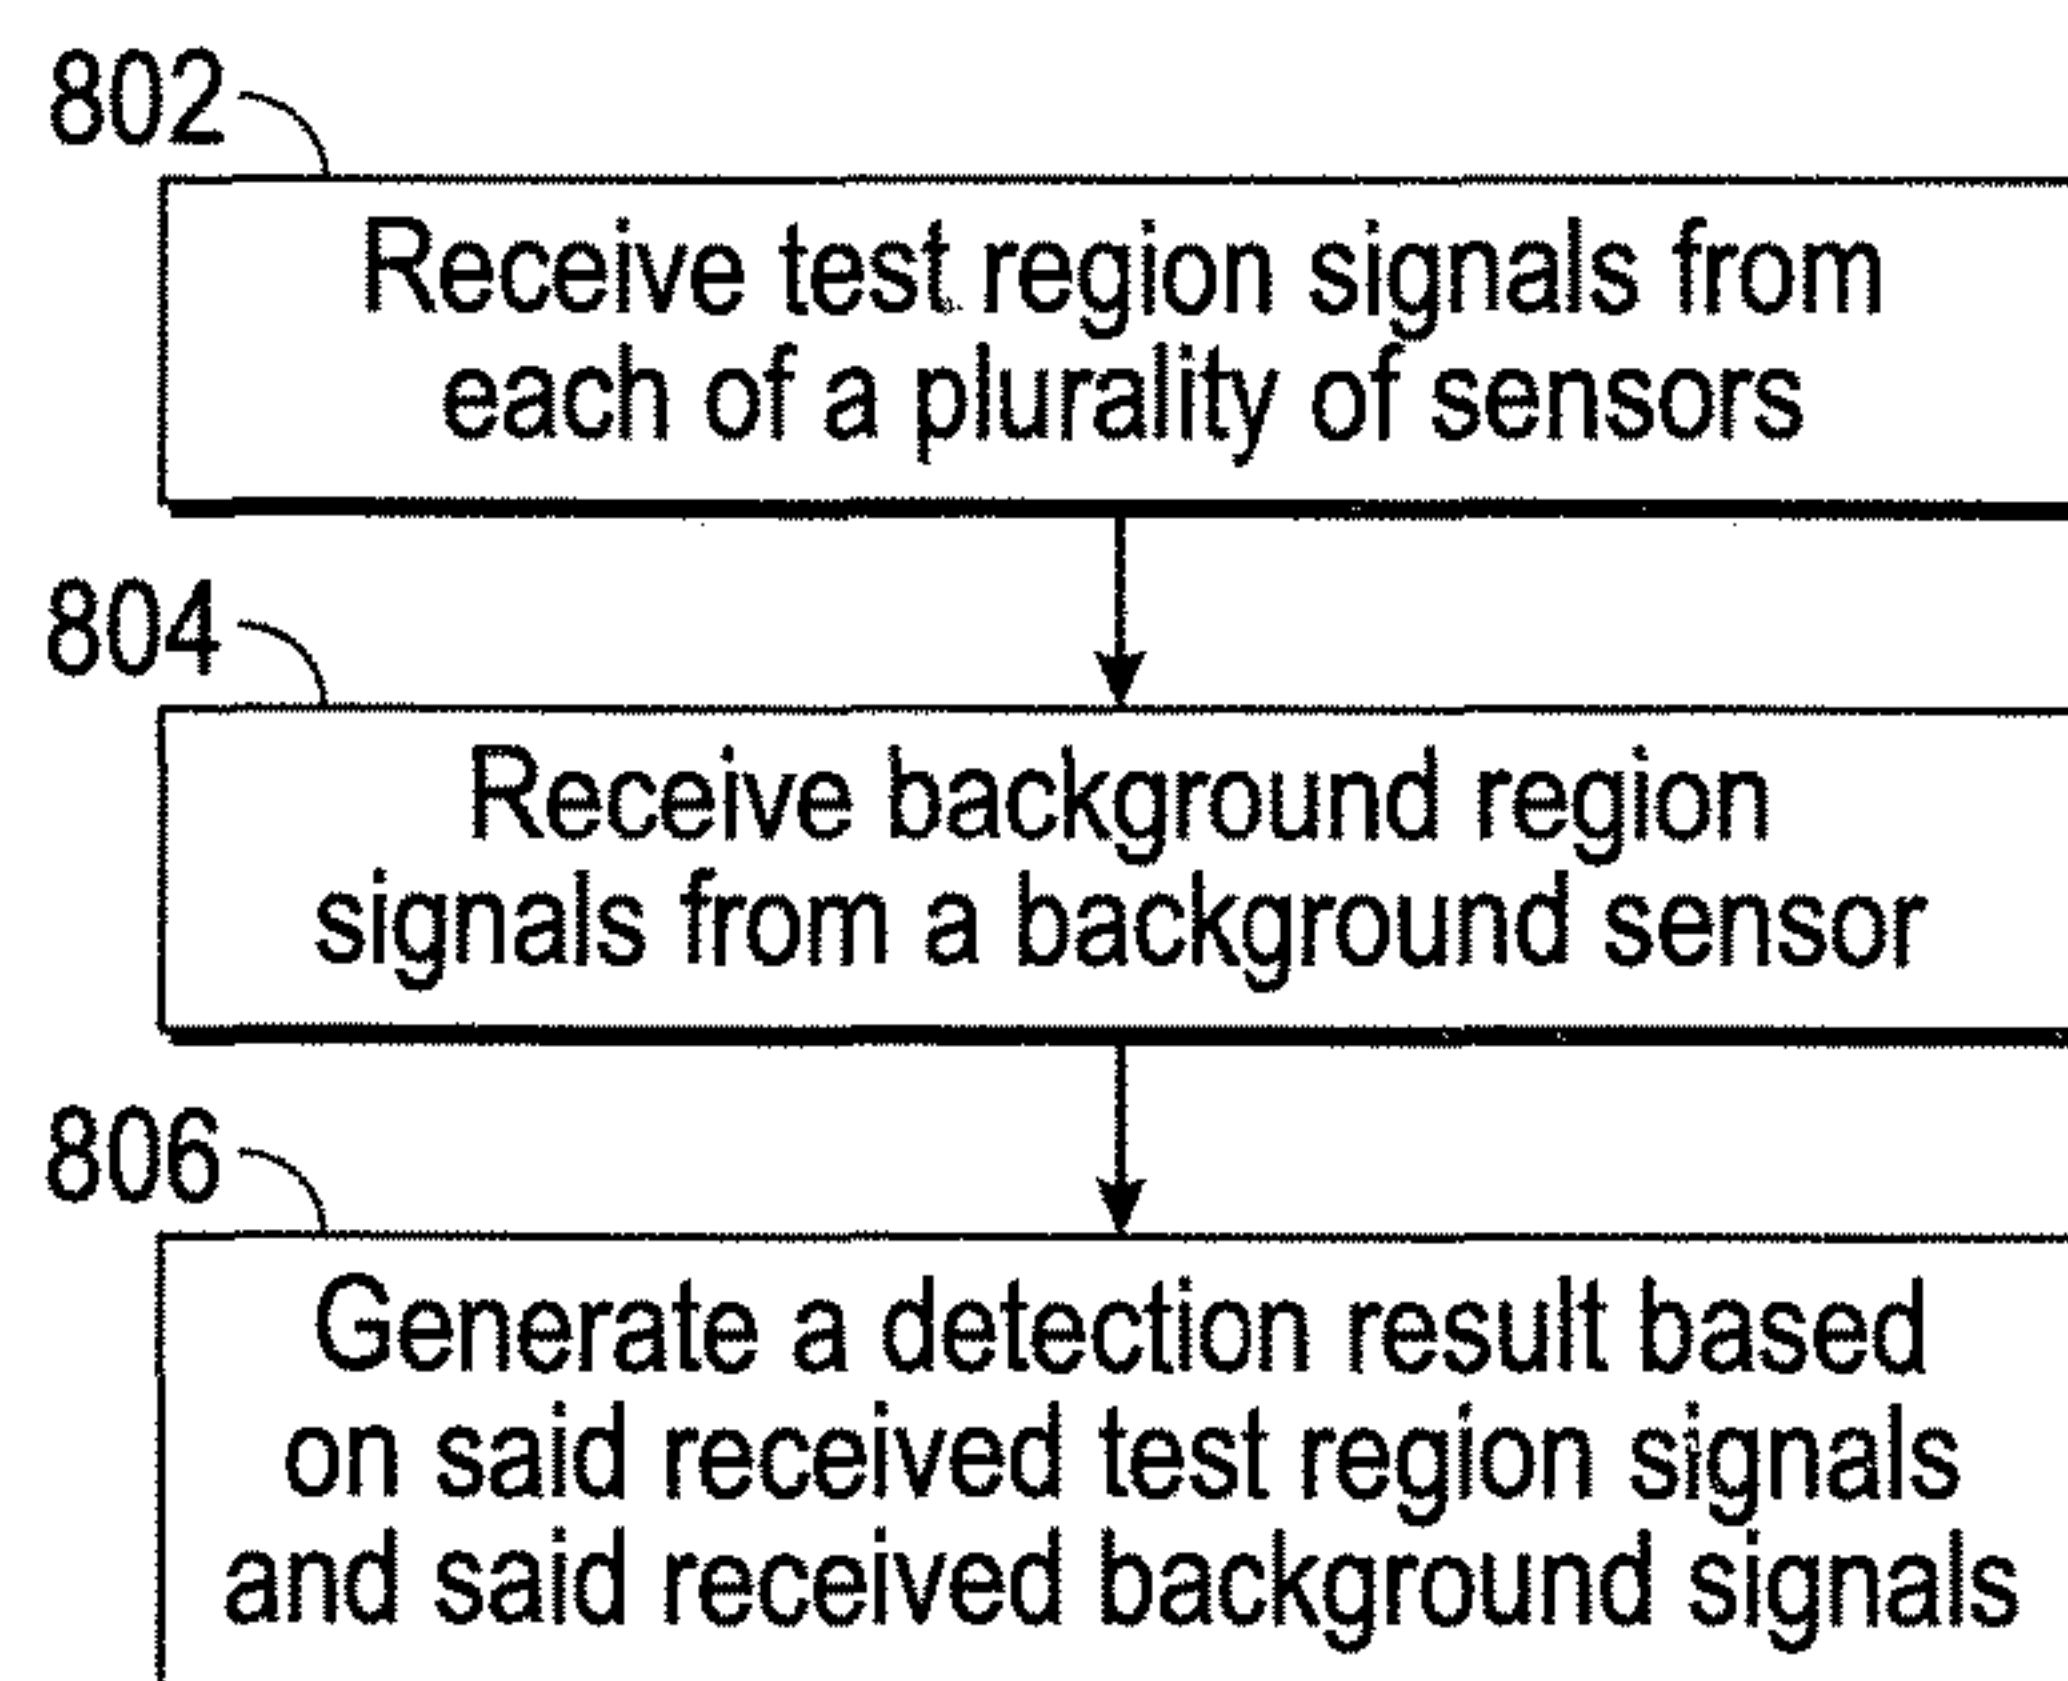 802
Receive test region signals from
each of a plurality of sensors
804
Receive background region
signals from a background sensor
806
Generate a detection result based
on said received test region signals
and said received background signals